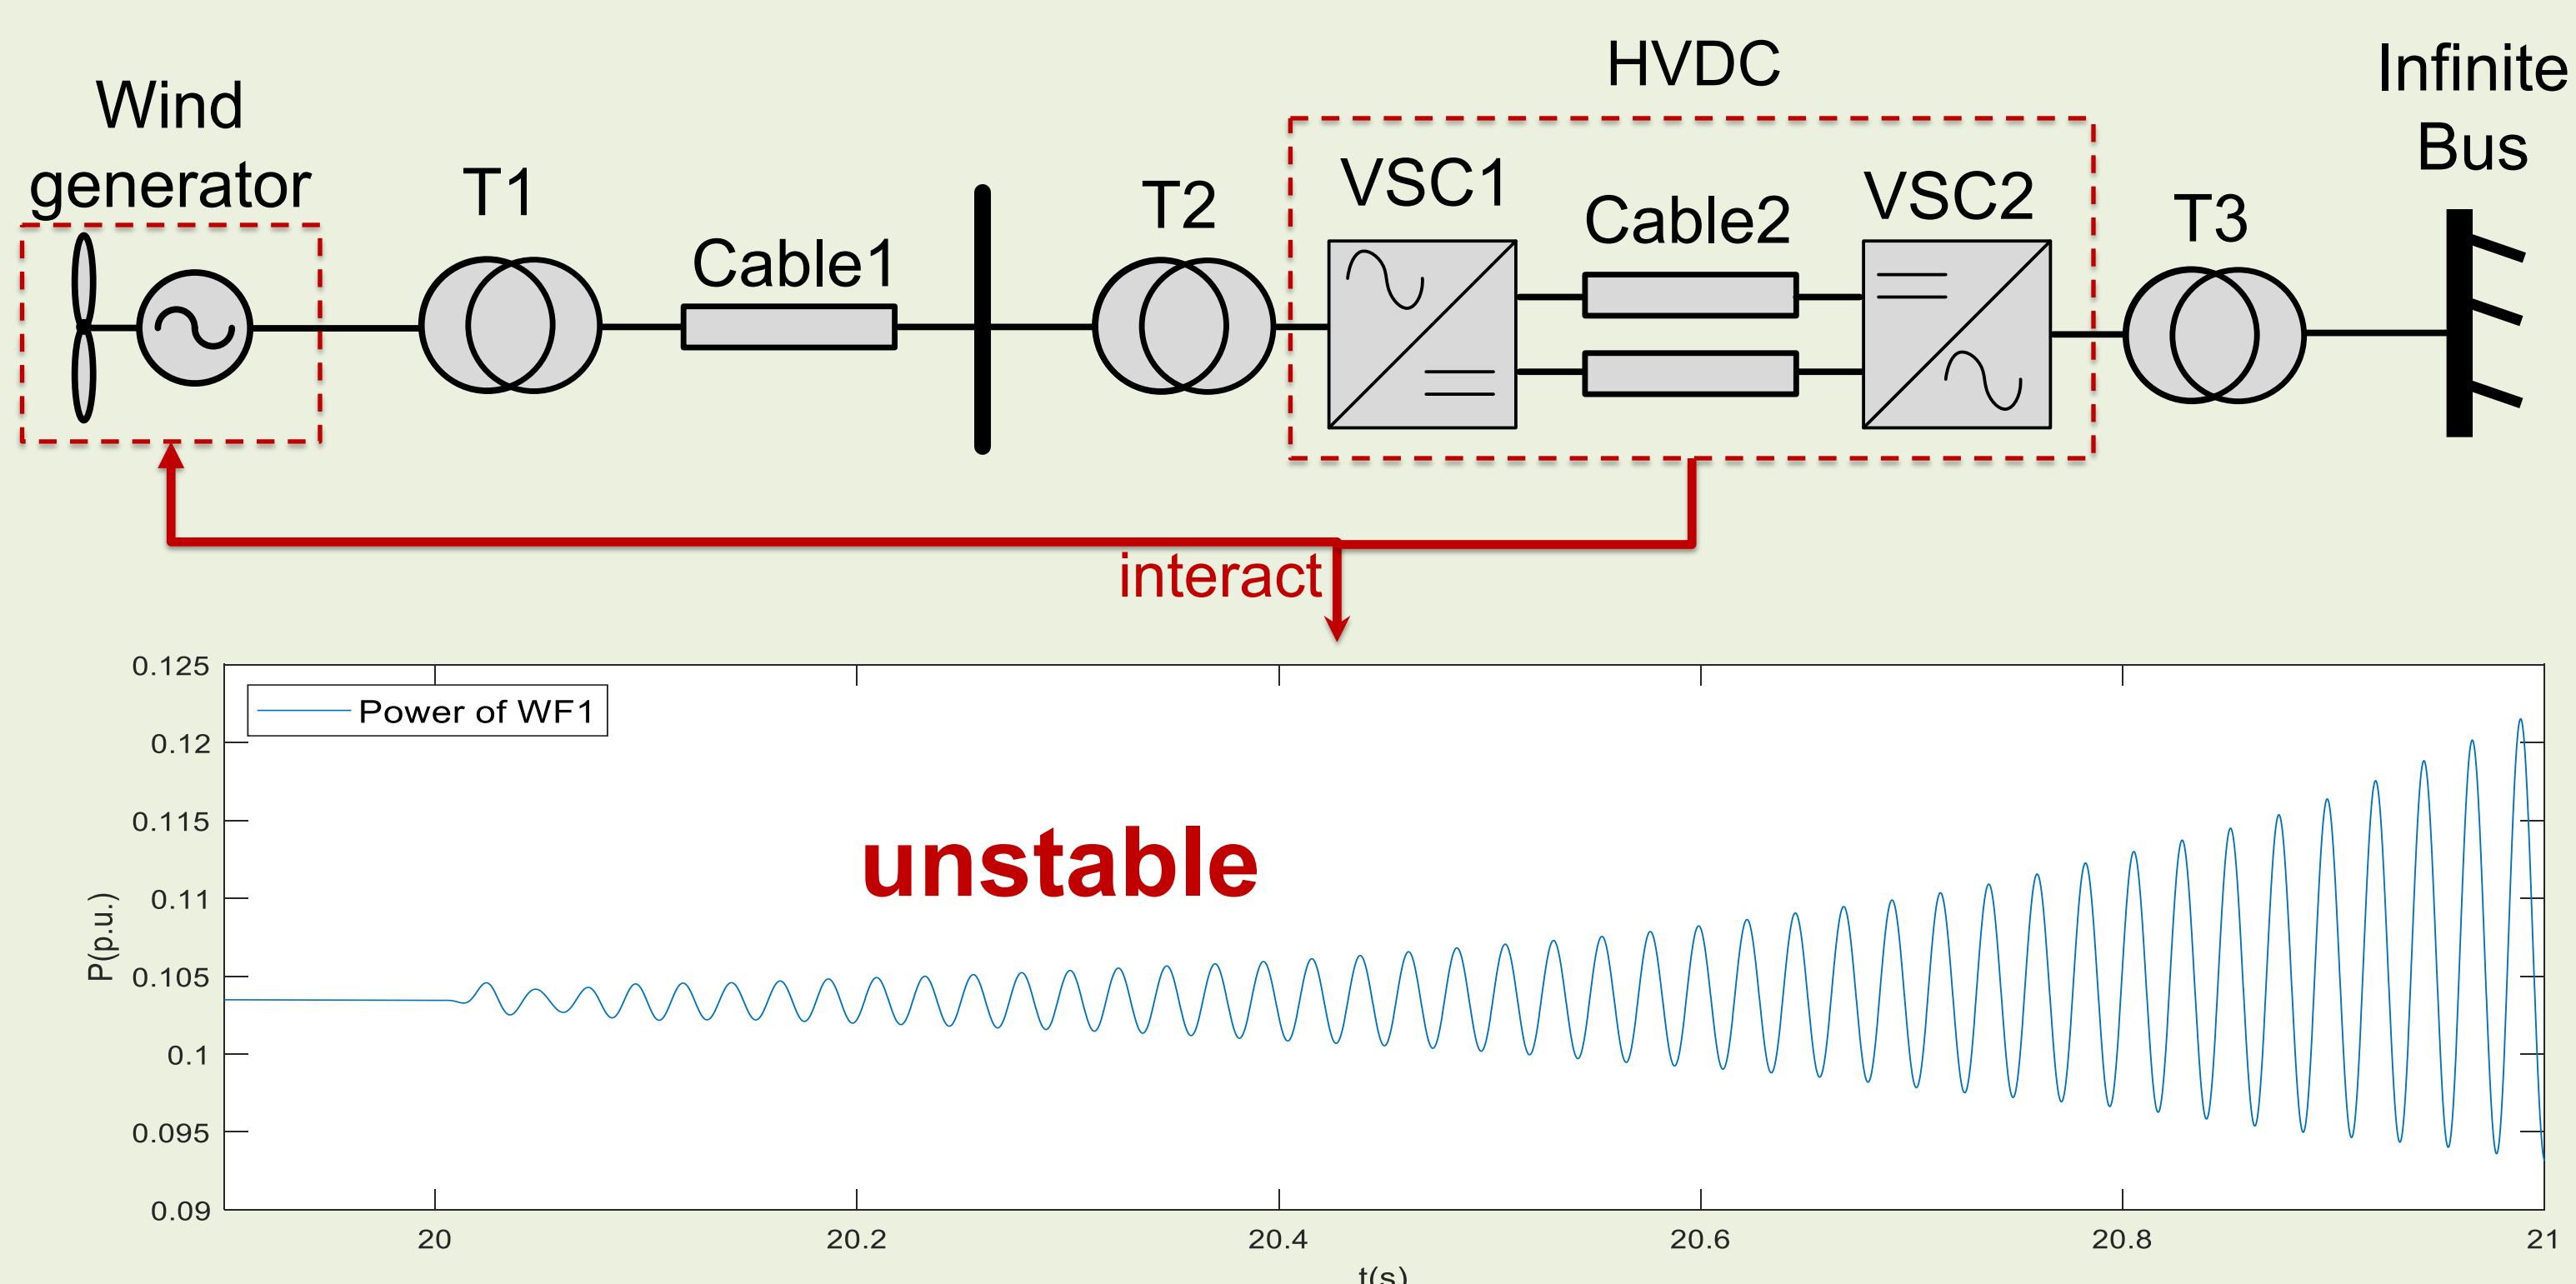 HVDC
Infinite
Bus
Wind
generator
T1
Cable1
T2
VSC1
Cable2
VSC2
T3
interact
0.125
0.12
0.115
0.11
0.105
0.1
0.095
0.09
P(p.u.)
Power of WF1
unstable
20
20.2
20.4
20.6
20.8
21
t(s)